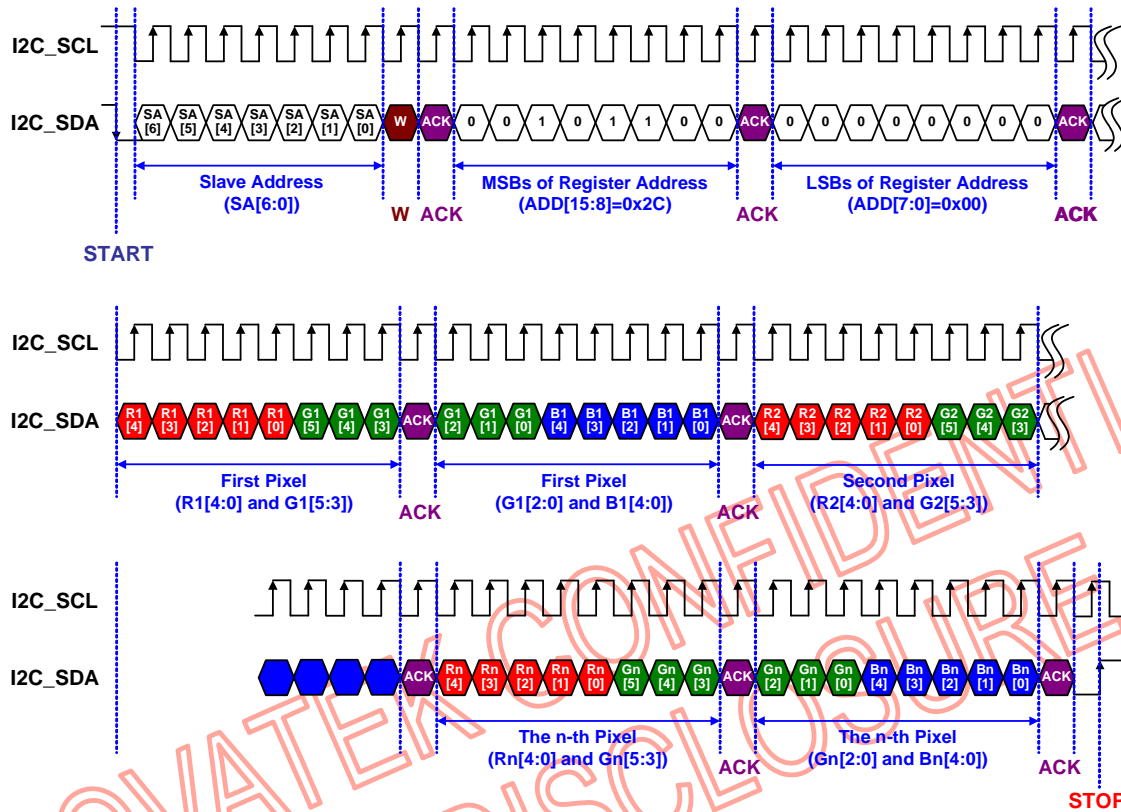 I2C_SCL
I2C_SDA
SA [6] SA [5] SA [4] SA [3] SA [2] SA [1] SA [0] W ACK 0 0 1 0 1 1 0 0 ACK 0 0 0 0 0 0 0 0 ACK
Slave Address MSBs of Register Address LSBs of Register Address
(SA[6:0]) (ADD[15:8]=0x2C) (ADD[7:0]=0x00)
W ACK ACK ACK
START
I2C_SCL
I2C_SDA
R1 [4] R1 [3] R1 [2] R1 [1] R1 [0] G1 [5] G1 [4] G1 [3] ACK G1 [2] G1 [1] G1 [0] B1 [4] B1 [3] B1 [2] B1 [1] B1 [0] ACK R2 [4] R2 [3] R2 [2] R2 [1] R2 [0] G2 [5] G2 [4] G2 [3]
First Pixel First Pixel Second Pixel
(R1[4:0] and G1[5:3]) (G1[2:0] and B1[4:0]) (R2[4:0] and G2[5:3])
ACK ACK
I2C_SCL
I2C_SDA
ACK Rn [4] Rn [3] Rn [2] Rn [1] Rn [0] Gn [5] Gn [4] Gn [3] ACK Gn [2] Gn [1] Gn [0] Bn [4] Bn [3] Bn [2] Bn [1] Bn [0] ACK
The n-th Pixel The n-th Pixel
(Rn[4:0] and Gn[5:3]) (Gn[2:0] and Bn[4:0])
ACK ACK
STOP
OVATEK CONFIDENTI
DISCLOSURE